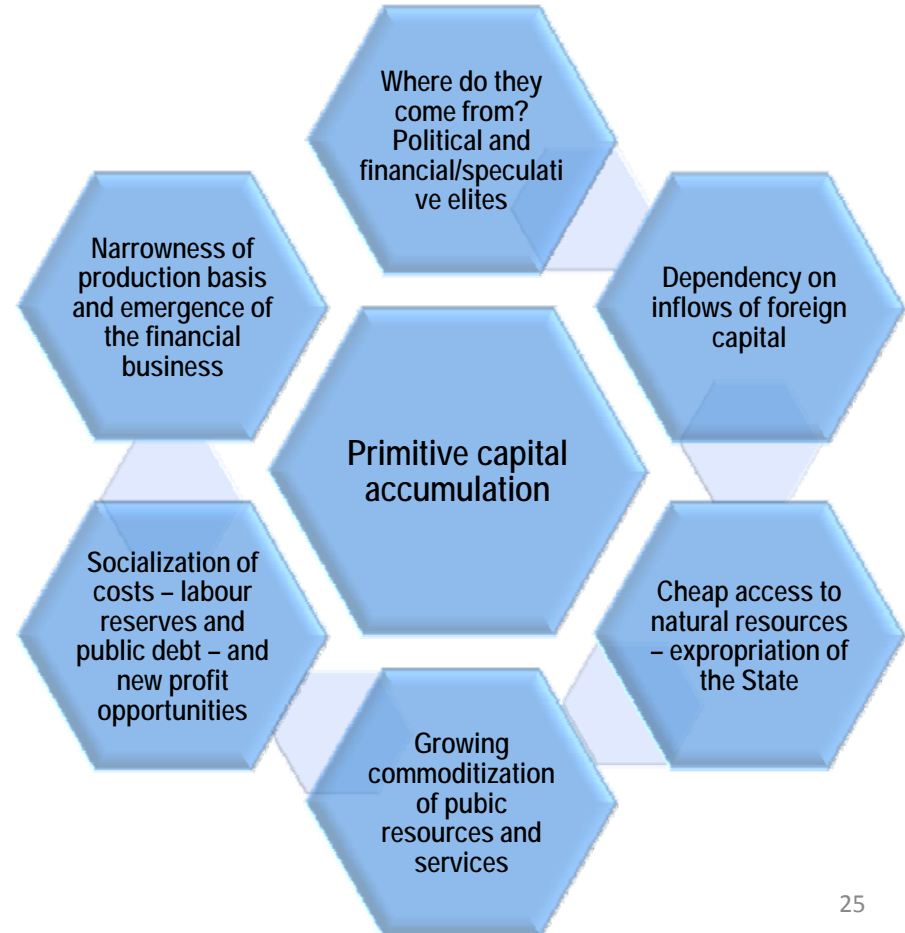 Where do they
come from?
Political and
financial/speculati
ve elites
Dependency on
inflows of foreign
capital
Cheap access to
natural resources
– expropriation of
the State
Growing
commoditization
of pubic
resources and
services
Socialization of
costs – labour
reserves and
public debt – and
new profit
opportunities
Narrowness of
production basis
and emergence of
the financial
business
Primitive capital
accumulation
25